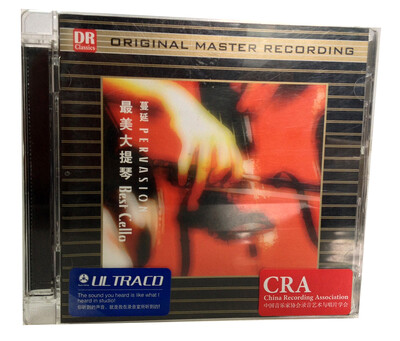 DR
Classics
ORIGINAL MASTER RECORDING
蔓延 PERVASION
最美大提琴 Best Cello
ULTRACD
The sound you heard is like what I
heard in studio!!
CRA
China Recording Association
中国音乐家协会录音艺术与唱片学会